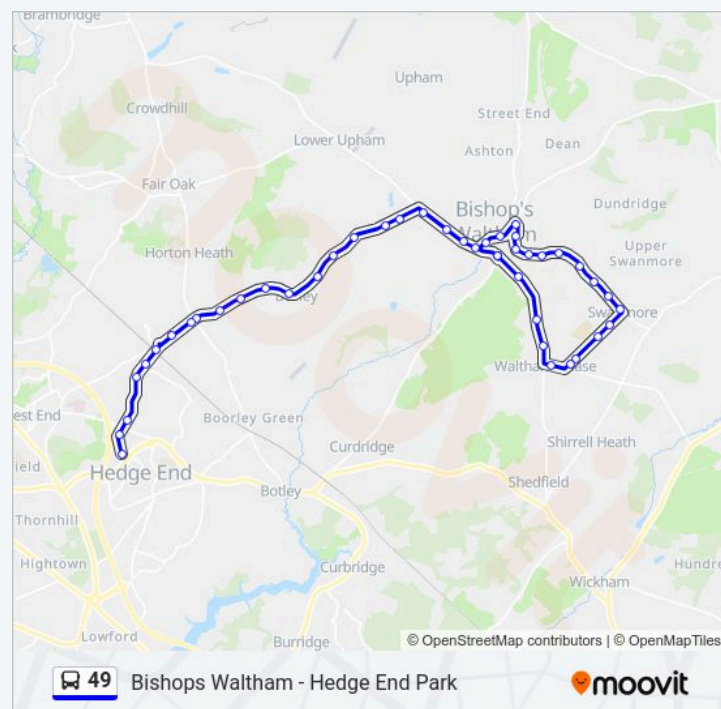 Brambridge
Upham
Crowdhill
Street End
Lower Upham
Ashton
Dean
Fair Oak
Bishop's
Waltham
Dundridge
Horton Heath
Upper
Swanmore
Swanmore
Waltham Chase
Boorley Green
West End
Curdridge
Shirrell Heath
Hedge End
Botley
Shedfield
Thornhill
Hightown
Curbridge
Wickham
Lowford
Burridge
© OpenStreetMap contributors | © OpenMapTiles
49 Bishops Waltham - Hedge End Park
moovit